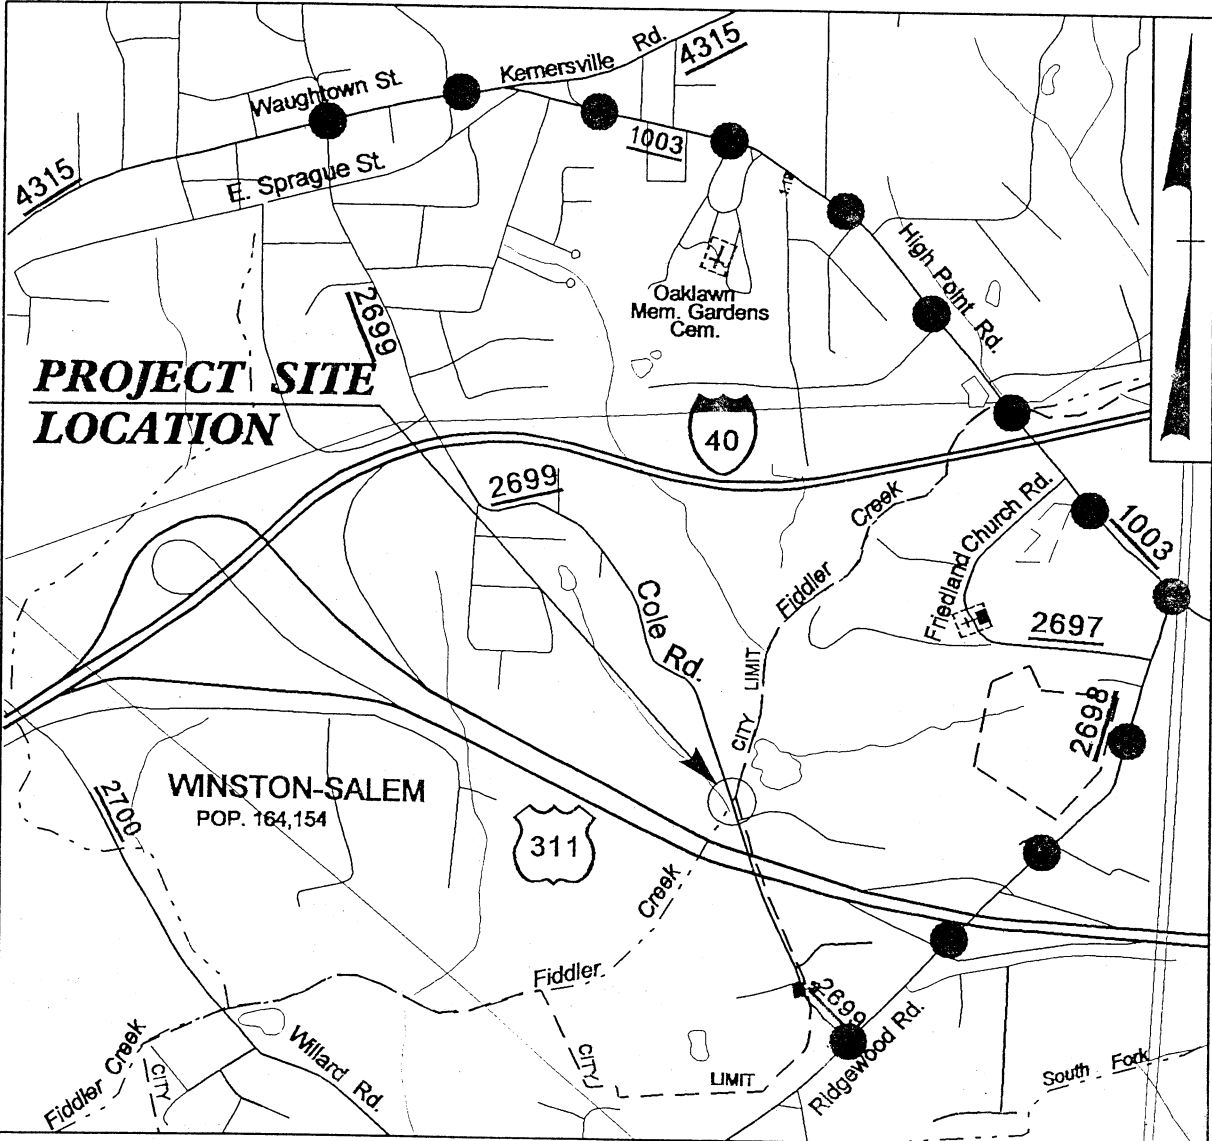 Rd.
4315
Kernersville
Waughtown St.
1003
4315
E. Sprague St.
High Point Rd.
Oaklawn
Mem. Gardens
Cem.
2699
PROJECT SITE
LOCATION
40
2699
Creek
Friedland Church Rd.
1003
Fiddler
Cole Rd.
2697
CITY LIMIT
2698
WINSTON-SALEM
POP. 164,154
2700
311
Creek
Fiddler
2699
Ridgewood Rd.
Fiddler Creek
CITY
Willard Rd.
CITY
LIMIT
South Fork